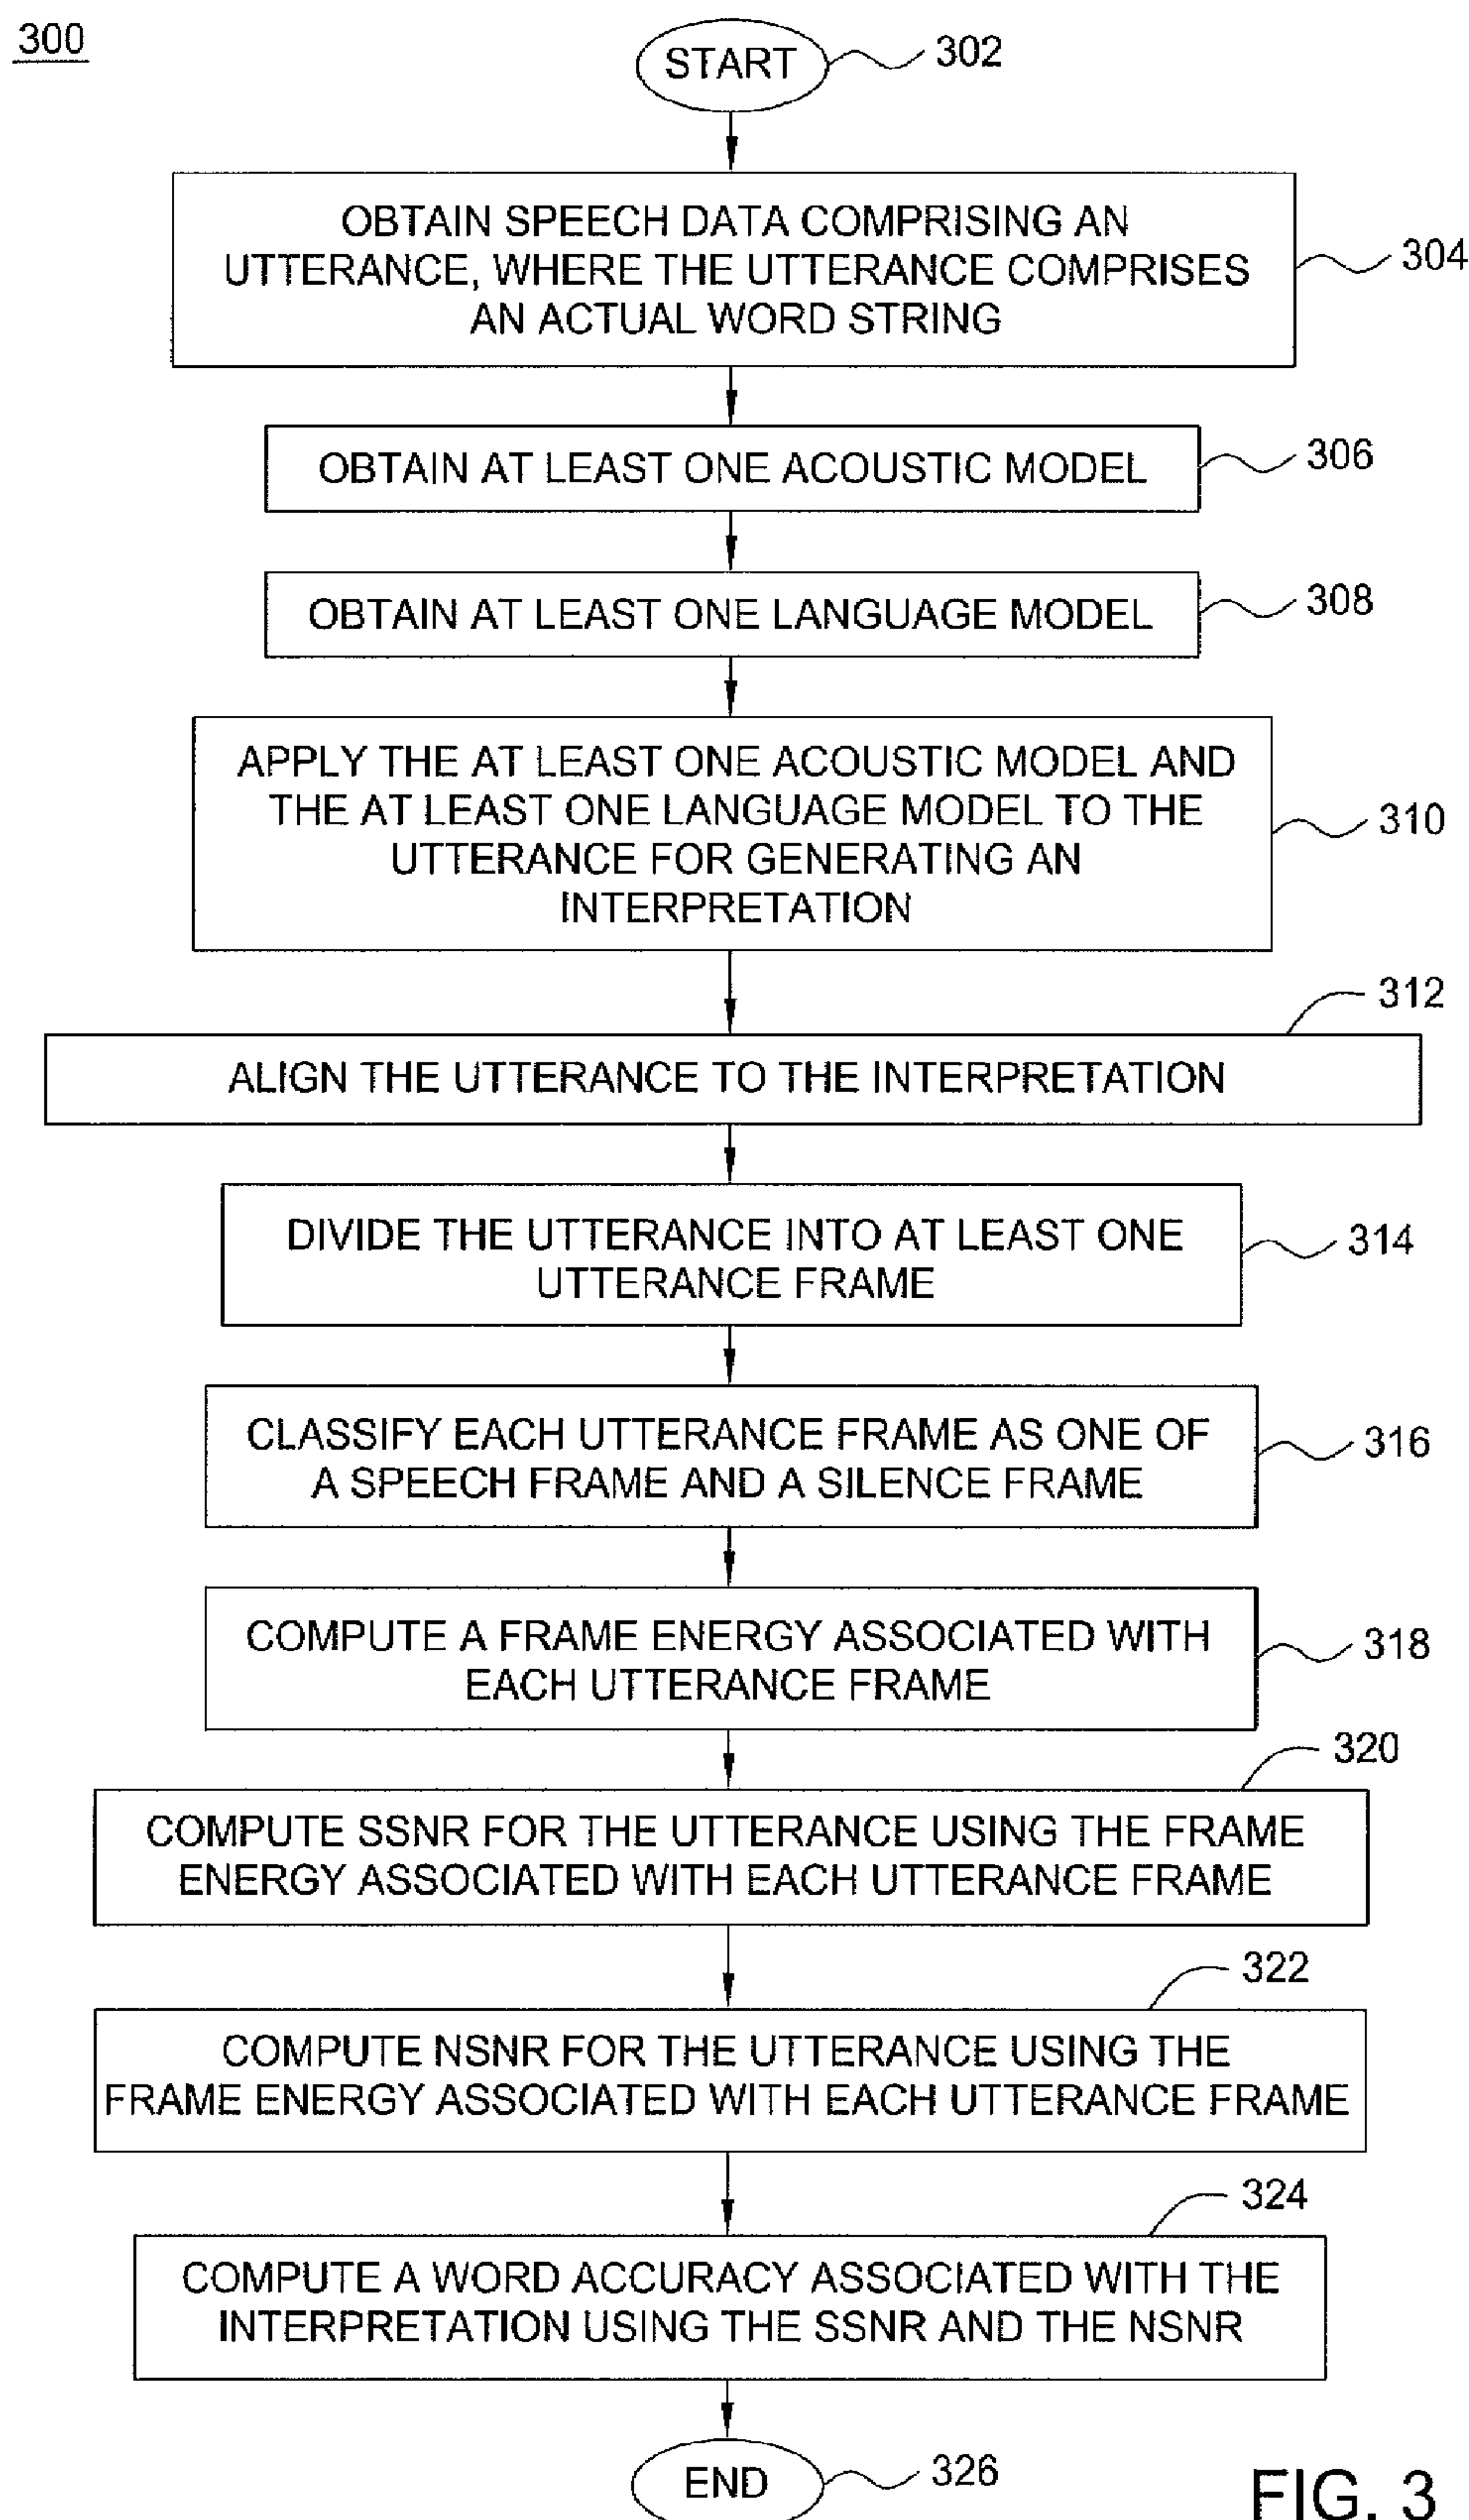 300
START
302
OBTAIN SPEECH DATA COMPRISING AN
UTTERANCE, WHERE THE UTTERANCE COMPRISES
AN ACTUAL WORD STRING
304
OBTAIN AT LEAST ONE ACOUSTIC MODEL
306
OBTAIN AT LEAST ONE LANGUAGE MODEL
308
APPLY THE AT LEAST ONE ACOUSTIC MODEL AND
THE AT LEAST ONE LANGUAGE MODEL TO THE
UTTERANCE FOR GENERATING AN
INTERPRETATION
310
312
ALIGN THE UTTERANCE TO THE INTERPRETATION
DIVIDE THE UTTERANCE INTO AT LEAST ONE
UTTERANCE FRAME
314
CLASSIFY EACH UTTERANCE FRAME AS ONE OF
A SPEECH FRAME AND A SILENCE FRAME
316
COMPUTE A FRAME ENERGY ASSOCIATED WITH
EACH UTTERANCE FRAME
318
320
COMPUTE SSNR FOR THE UTTERANCE USING THE FRAME
ENERGY ASSOCIATED WITH EACH UTTERANCE FRAME
322
COMPUTE NSNR FOR THE UTTERANCE USING THE
FRAME ENERGY ASSOCIATED WITH EACH UTTERANCE FRAME
324
COMPUTE A WORD ACCURACY ASSOCIATED WITH THE
INTERPRETATION USING THE SSNR AND THE NSNR
END
326
FIG. 3